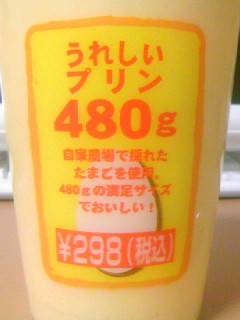 うれしい
プリン
480g
自家農場で採れた
たまごを使用。
480gの満足サイズ
でおいしい!
¥298(税込)